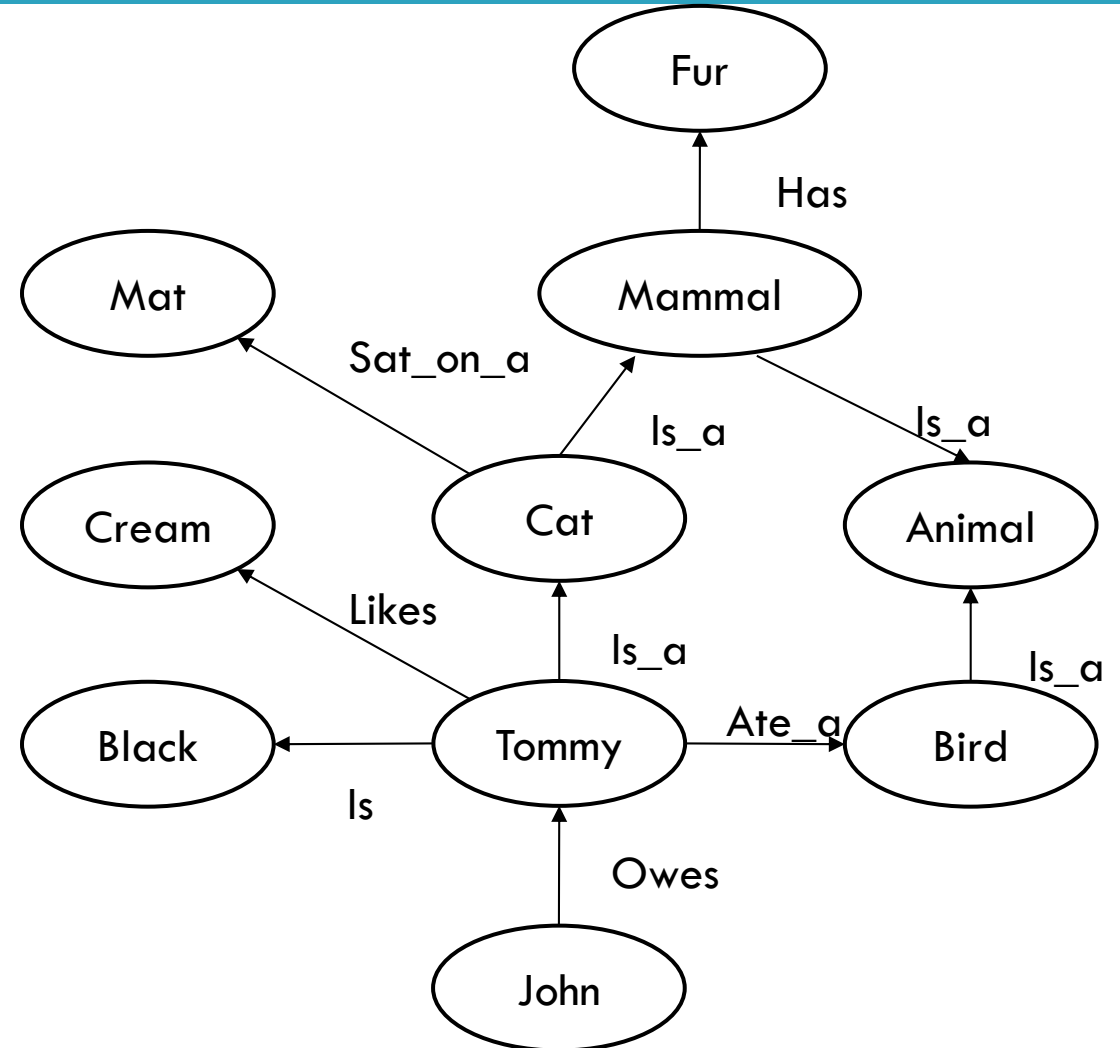 Fur
Has
Mat
Mammal
Sat_on_a
Is_a
Is_a
Cream
Cat
Animal
Likes
Is_a
Is_a
Black
Tommy
Ate_a
Bird
Is
Owes
John